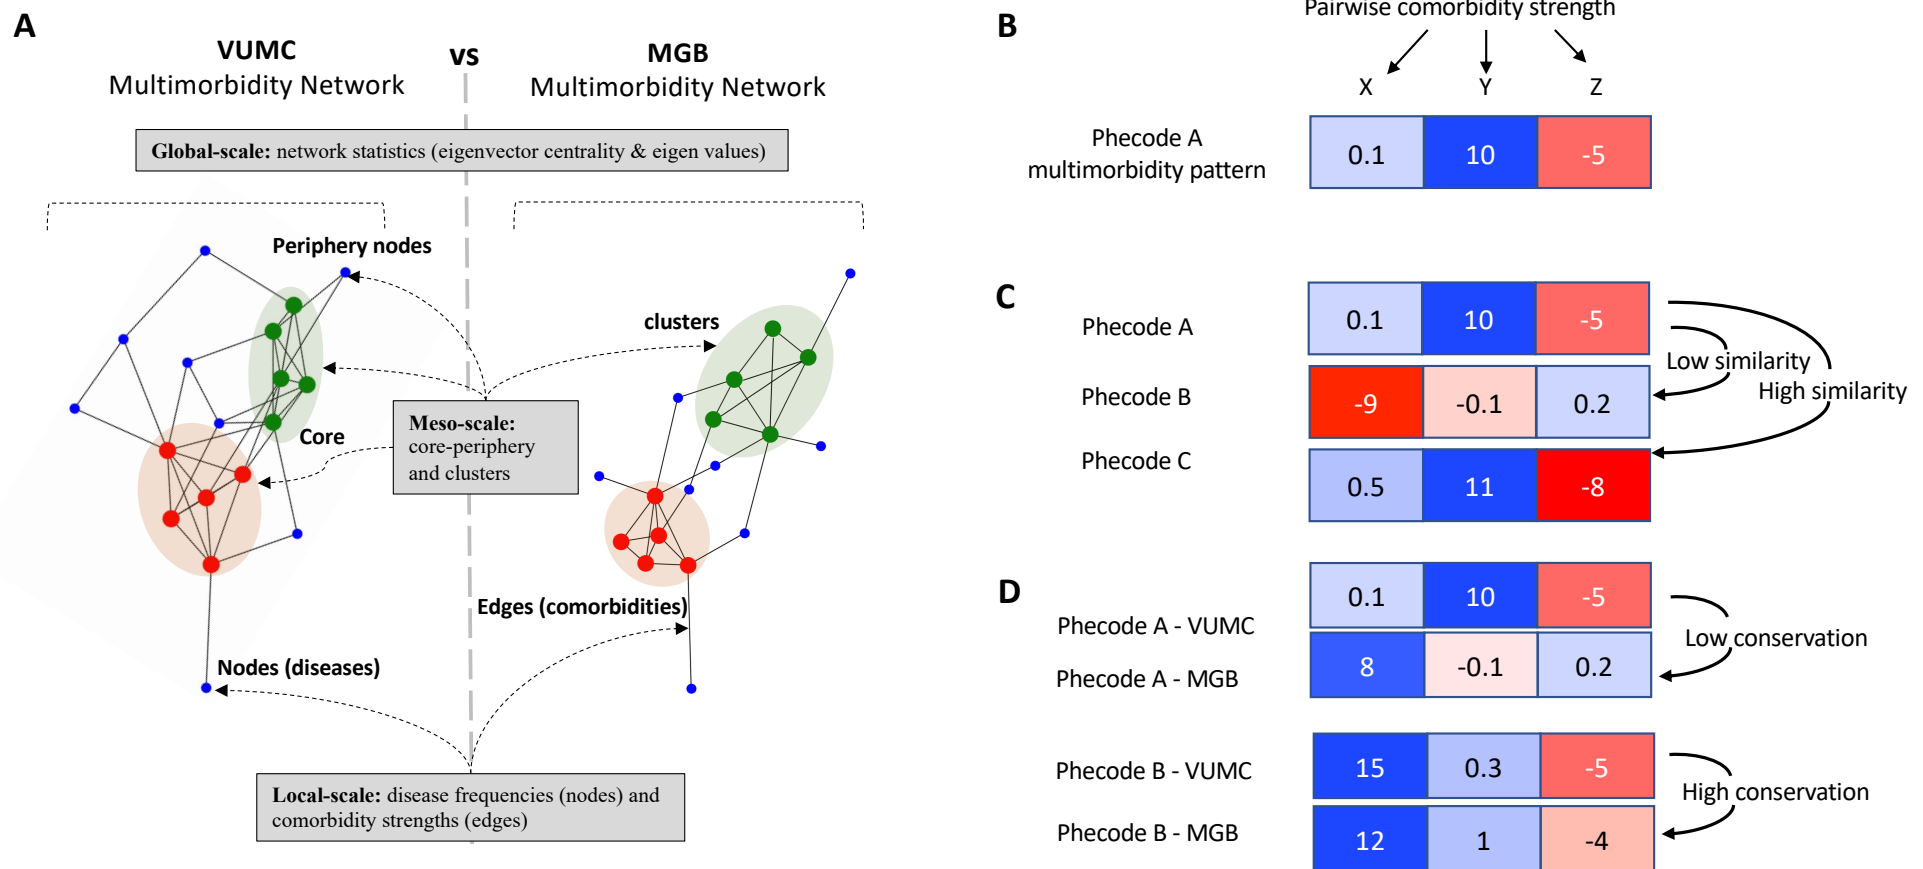 A
VUMC
Multimorbidity Network
vs
MGB
Multimorbidity Network
Global-scale: network statistics (eigenvector centrality & eigen values)
Periphery nodes
clusters
Core
Meso-scale:
core-periphery
and clusters
Edges (comorbidities)
Nodes (diseases)
Local-scale: disease frequencies (nodes) and
comorbidity strengths (edges)
B
Pairwise comorbidity strength
X Y Z
Phecode A
multimorbidity pattern
0.1 10 -5
C
Phecode A
0.1 10 -5
Low similarity
High similarity
Phecode B
-9 -0.1 0.2
Phecode C
0.5 11 -8
D
Phecode A - VUMC
0.1 10 -5
Low conservation
Phecode A - MGB
8 -0.1 0.2
Phecode B - VUMC
15 0.3 -5
High conservation
Phecode B - MGB
12 1 -4